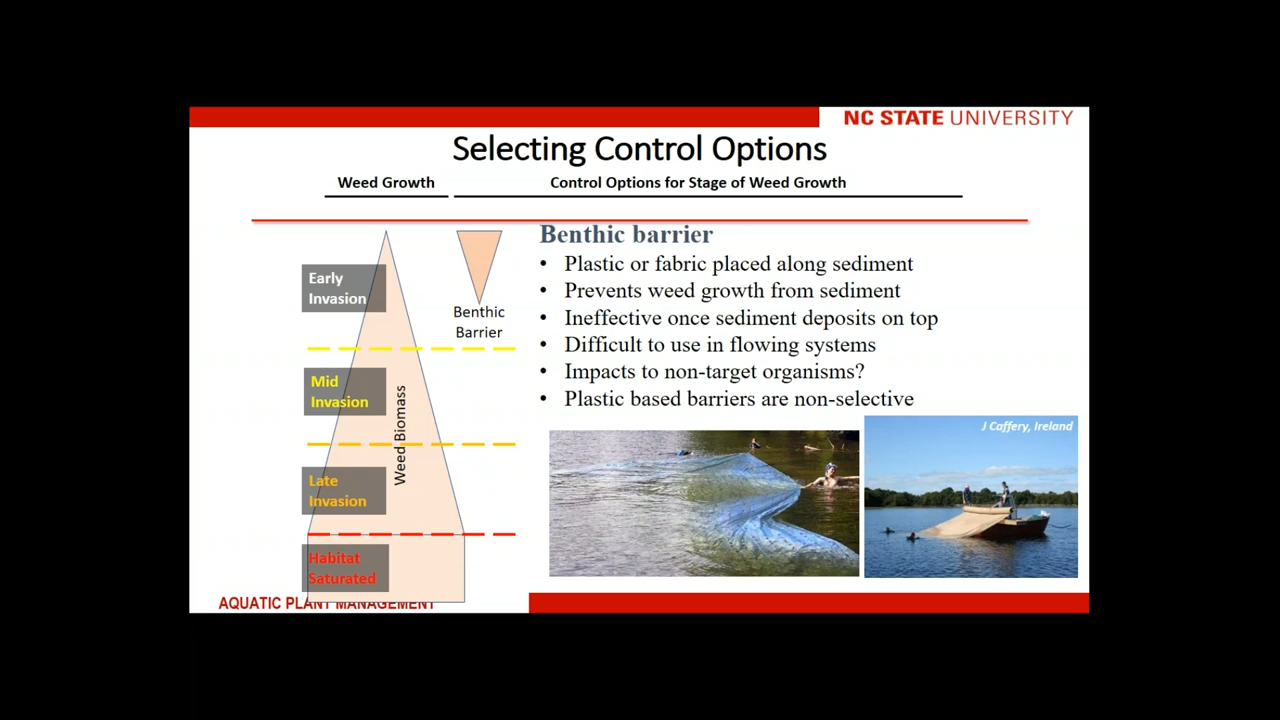 NC STATE UNIVERSITY
Selecting Control Options
Weed Growth
Control Options for Stage of Weed Growth
Early
Invasion
Mid
Invasion
Late
Invasion
Habitat
Saturated
Weed Biomass
Benthic
Barrier
Benthic barrier
• Plastic or fabric placed along sediment
• Prevents weed growth from sediment
• Ineffective once sediment deposits on top
• Difficult to use in flowing systems
• Impacts to non-target organisms?
• Plastic based barriers are non-selective
J Caffery, Ireland
AQUATIC PLANT MANAGEMENT